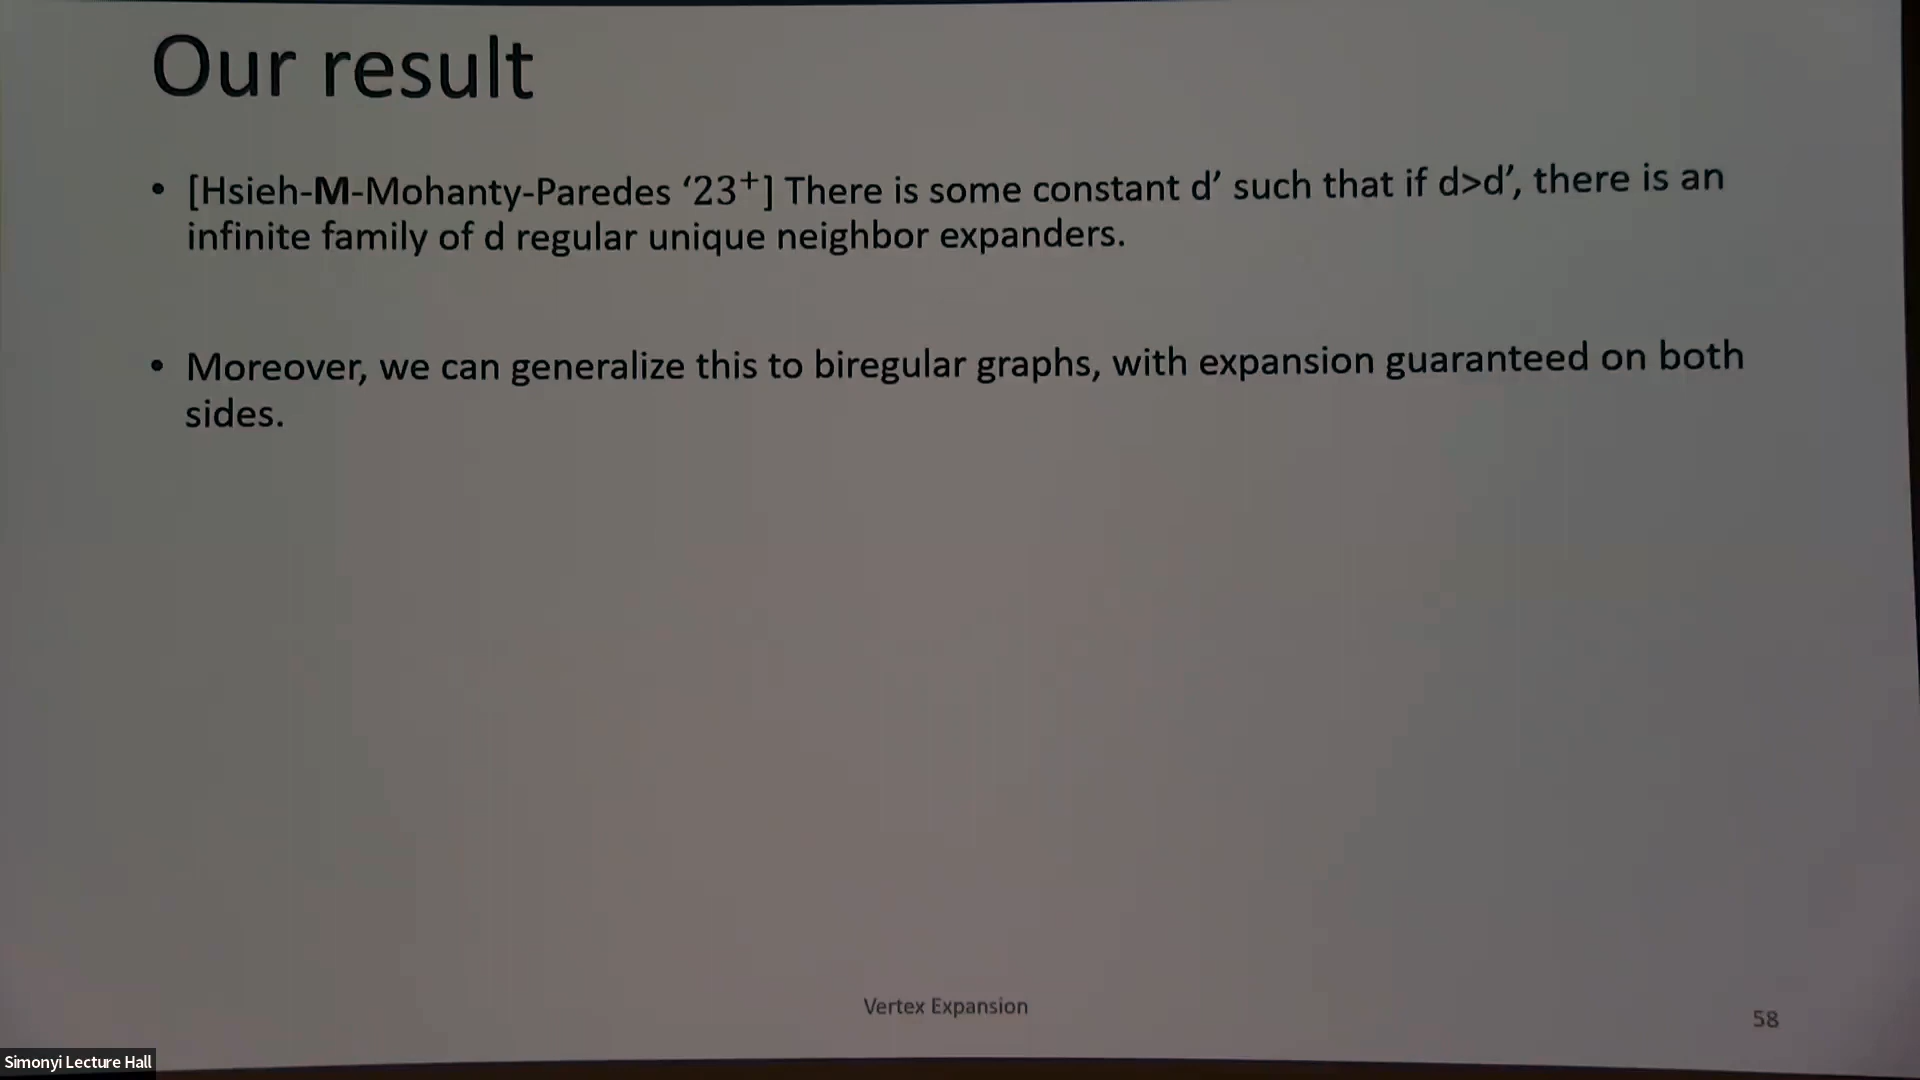 Our result
• [Hsieh-M-Mohanty-Paredes ‘23⁺] There is some constant d’ such that if d>d’, there is an
infinite family of d regular unique neighbor expanders.
• Moreover, we can generalize this to biregular graphs, with expansion guaranteed on both
sides.
Vertex Expansion
58
Simonyi Lecture Hall